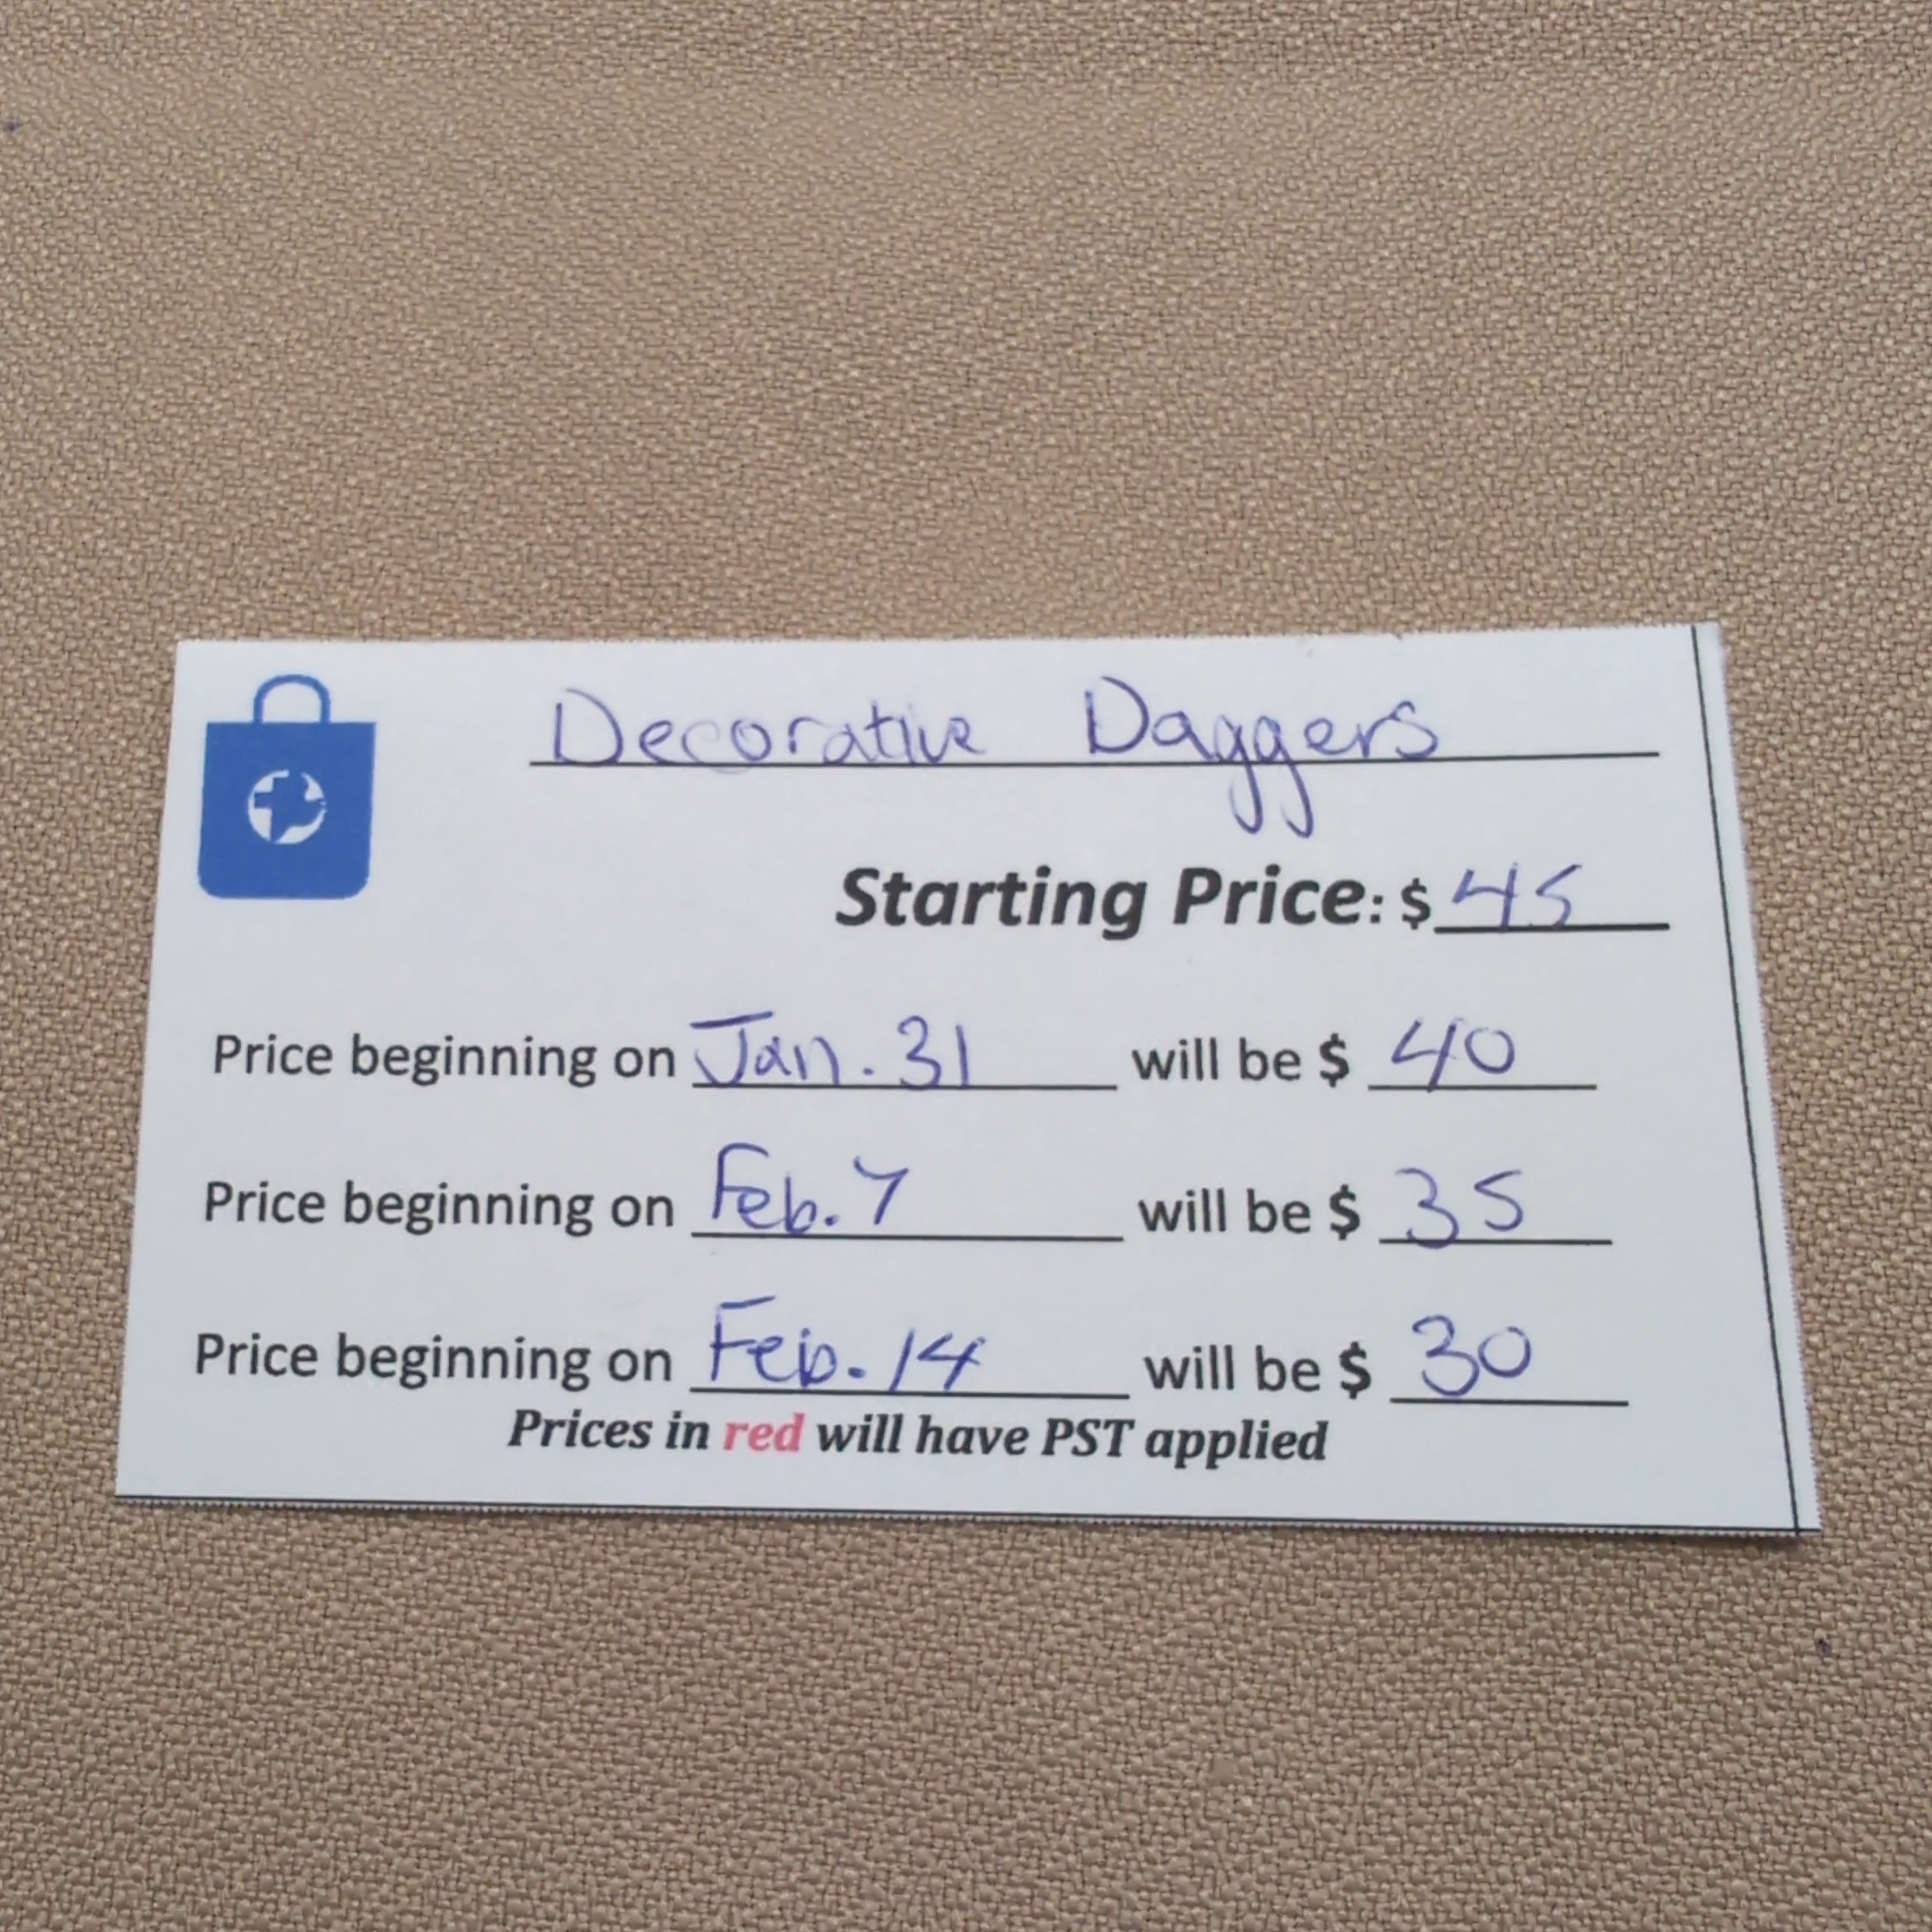 Decorative Daggers
Starting Price: $45
Price beginning on Jan. 31 will be $ 40
Price beginning on Feb. 7 will be $ 35
Price beginning on Feb. 14 will be $ 30
Prices in red will have PST applied